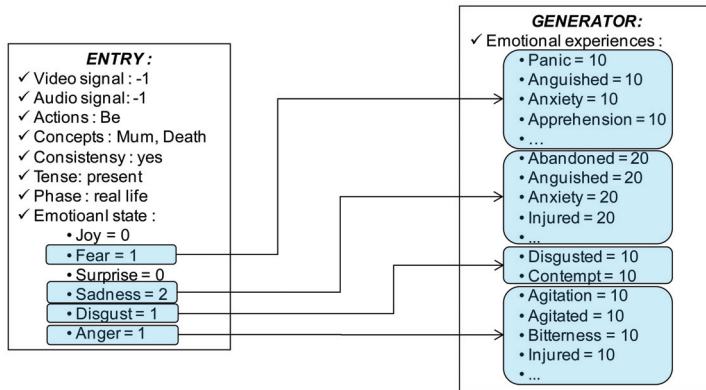 ENTRY :
✓ Video signal : -1
✓ Audio signal: -1
✓ Actions : Be
✓ Concepts : Mum, Death
✓ Consistensy : yes
✓ Tense: present
✓ Phase : real life
✓ Emotioanl state :
• Joy = 0
• Fear = 1
• Surprise = 0
• Sadness = 2
• Disgust = 1
• Anger = 1
GENERATOR:
✓ Emotional experiences :
• Panic = 10
• Anguished = 10
• Anxiety = 10
• Apprehension = 10
• ...
• Abandoned = 20
• Anguished = 20
• Anxiety = 20
• Injured = 20
• ...
• Disgusted = 10
• Contempt = 10
• Agitation = 10
• Agitated = 10
• Bitterness = 10
• Injured = 10
• ...